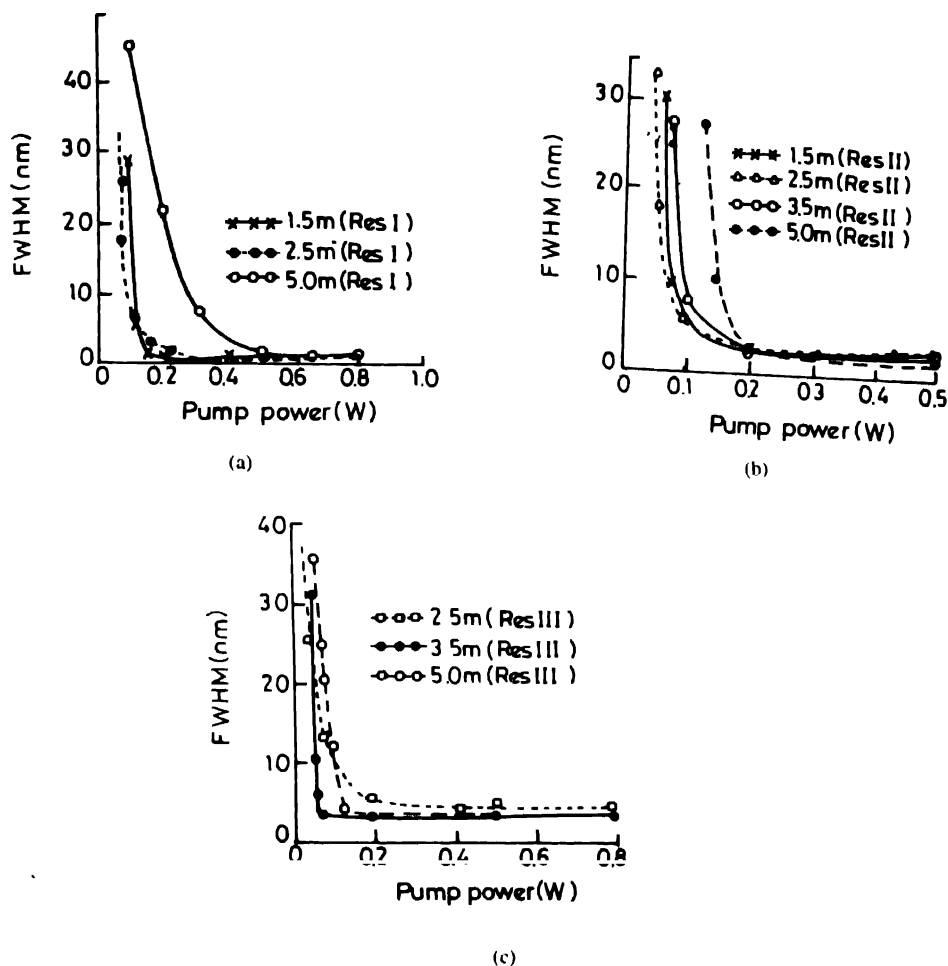 40
30
20
10
0
FWHM (nm)
1.5m (Res I)
2.5m (Res I)
5.0m (Res I)
0 0.2 0.4 0.6 0.8 1.0
Pump power (W)
(a)
30
20
10
0
FWHM (nm)
1.5m (Res II)
2.5m (Res II)
3.5m (Res II)
5.0m (Res II)
0 0.1 0.2 0.3 0.4 0.5
Pump power (W)
(b)
40
30
20
10
0
FWHM (nm)
2 5m (Res III)
3 5m (Res III)
5.0m (Res III)
0 0.2 0.4 0.6 0.8
Pump power (W)
(c)